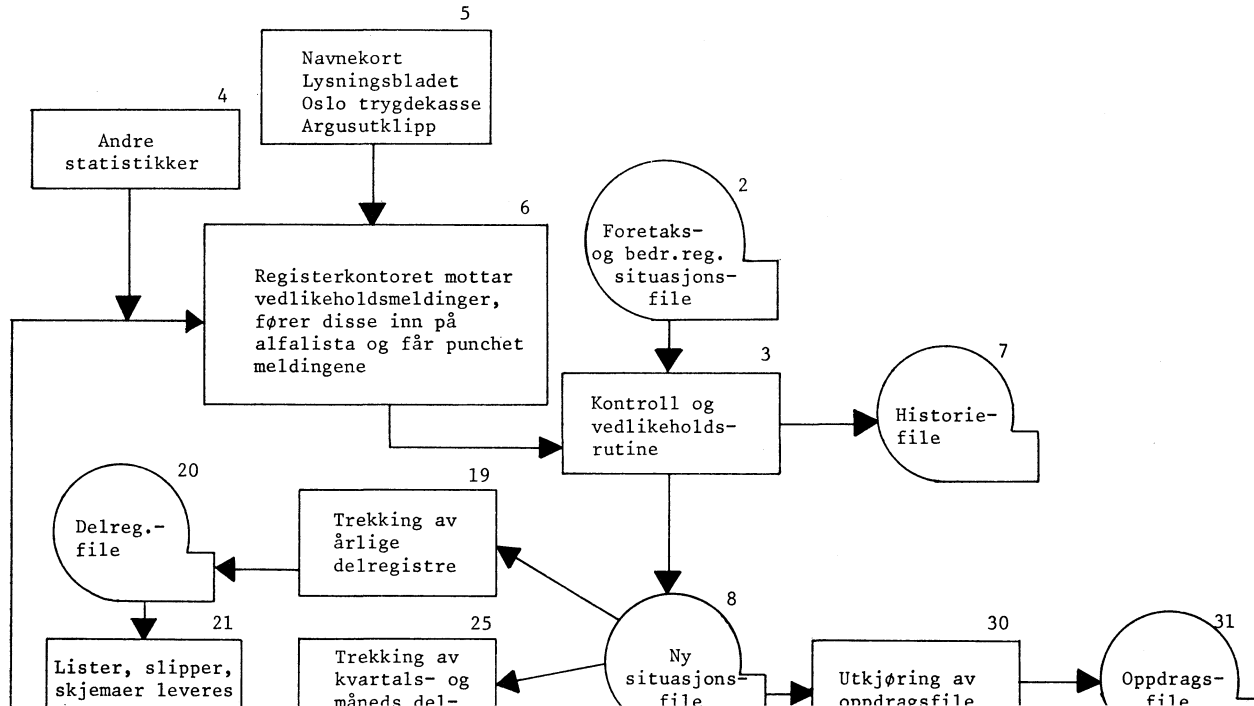 5
Navnekort
Lysningsbladet
Oslo trygdekasse
Argusutklipp
4
Andre
statistikker
6
Registerkontoret mottar
vedlikeholdsmeldinger,
fører disse inn på
alfalista og får punchet
meldingene
2
Foretaks-
og bedr.reg.
situasjons-
file
3
Kontroll og
vedlikeholds-
rutine
7
Historie-
file
20
Delreg.-
file
19
Trekking av
årlige
delregistre
8
Ny
situasjons-
file
21
Lister, slipper,
skjemaer leveres
25
Trekking av
kvartals- og
måneds del-
30
Utkjøring av
oppdragsfile
31
Oppdrags-
file